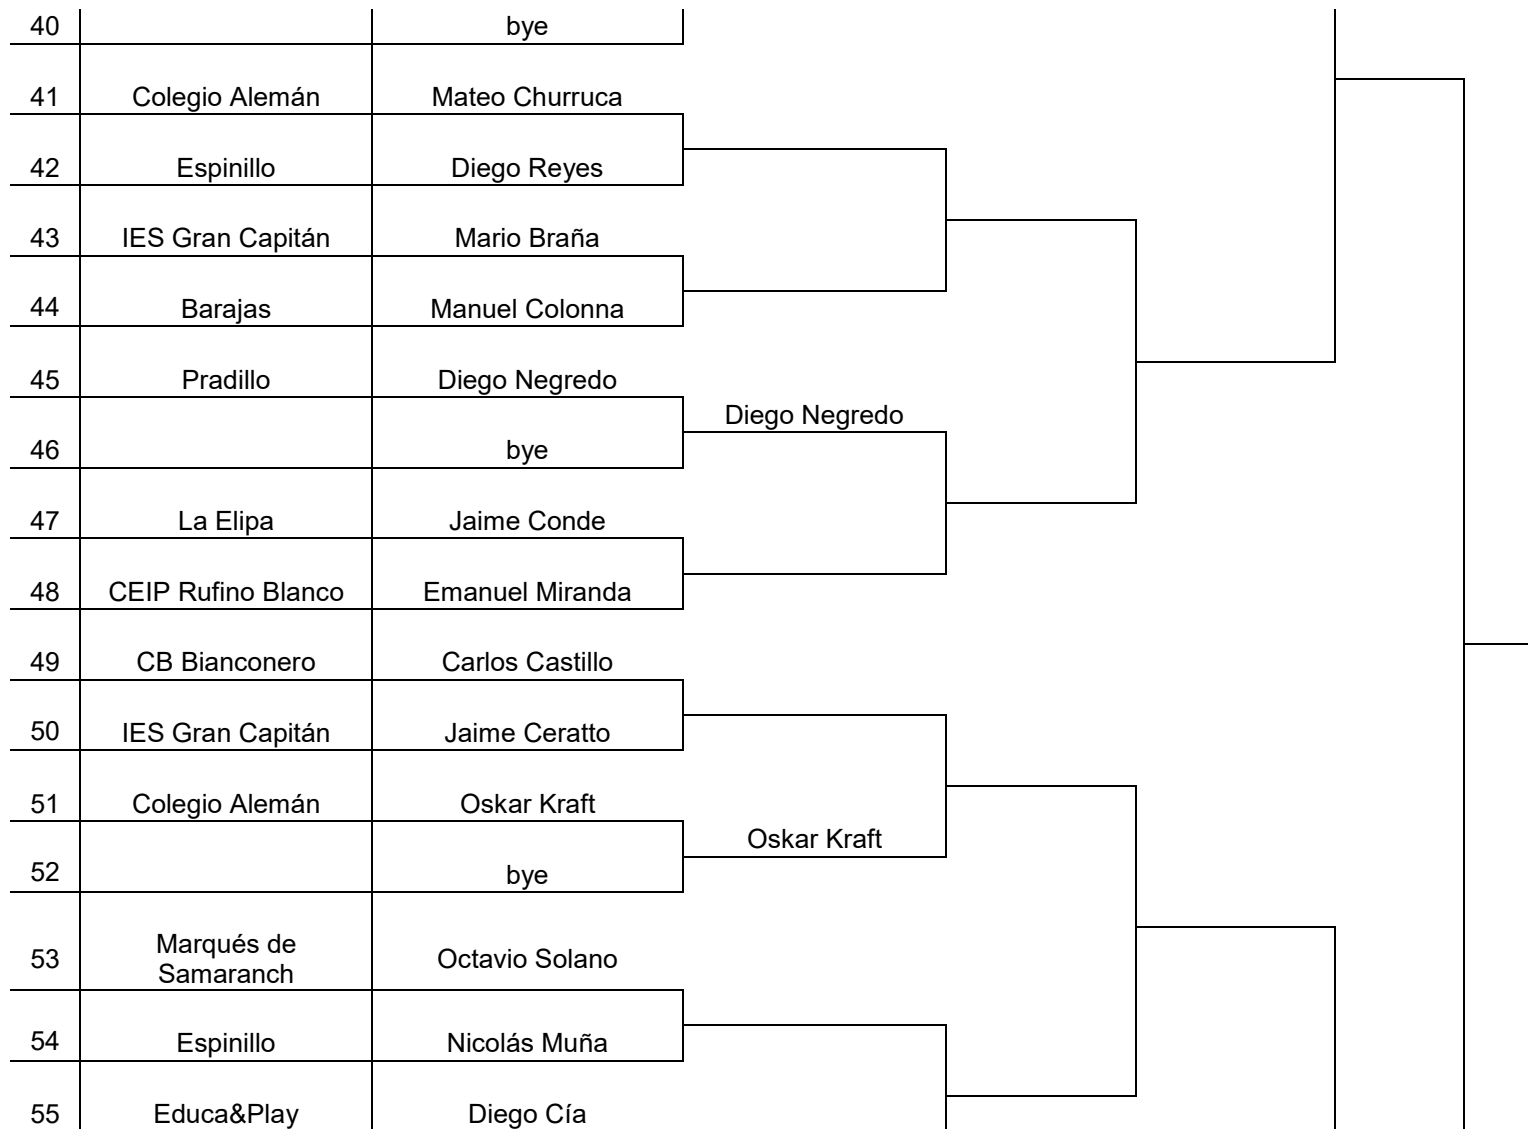 40 bye
41 Colegio Alemán Mateo Churruca
42 Espinillo Diego Reyes
43 IES Gran Capitán Mario Braña
44 Barajas Manuel Colonna
45 Pradillo Diego Negredo
Diego Negredo
46 bye
47 La Elipa Jaime Conde
48 CEIP Rufino Blanco Emanuel Miranda
49 CB Bianconero Carlos Castillo
50 IES Gran Capitán Jaime Ceratto
51 Colegio Alemán Oskar Kraft
Oskar Kraft
52 bye
53 Marqués de
Samaranch Octavio Solano
54 Espinillo Nicolás Muña
55 Educa&Play Diego Cía